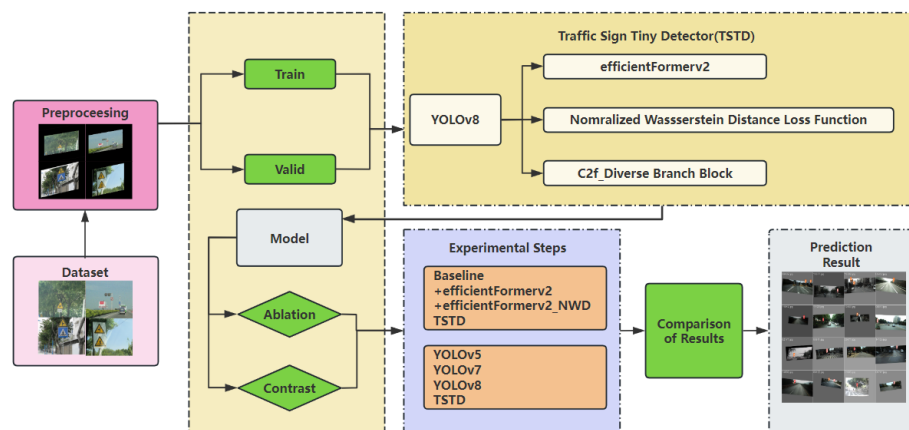 Preproceesing
Dataset
Train
Valid
Model
Ablation
Contrast
Traffic Sign Tiny Detector(TSTD)
YOLOv8
efficientFormerv2
Nomralized Wassserstein Distance Loss Function
C2f_Diverse Branch Block
Experimental Steps
Baseline
+efficientFormerv2
+efficientFormerv2_NWD
TSTD
YOLOv5
YOLOv7
YOLOv8
TSTD
Comparison
of Results
Prediction
Result